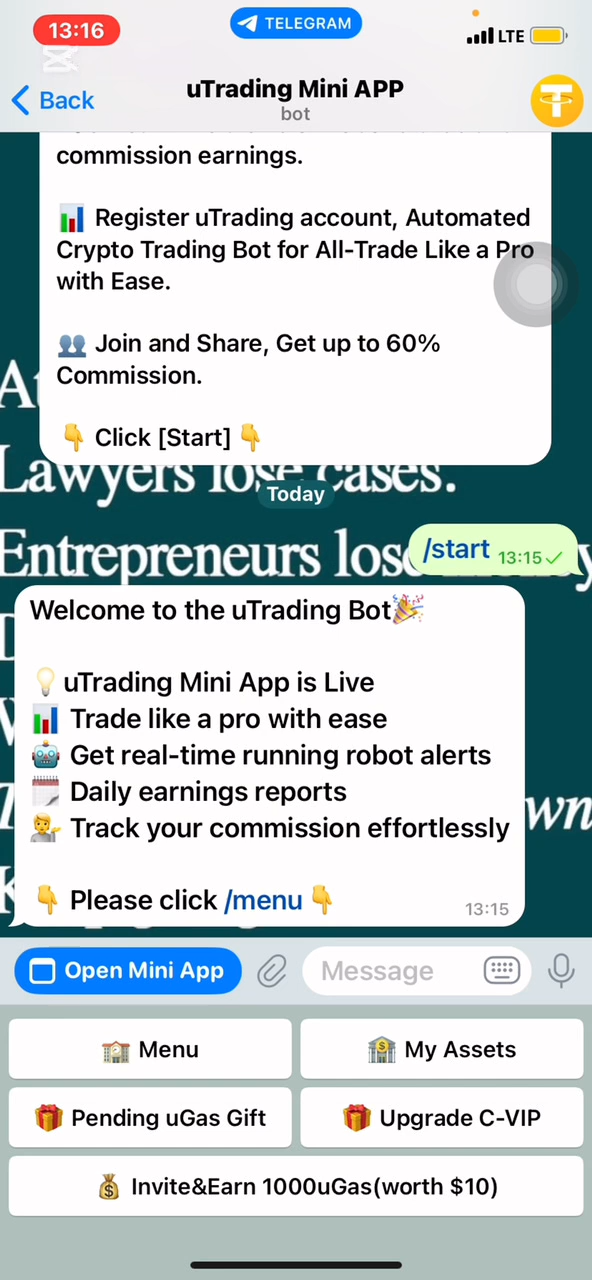 13:16
TELEGRAM
LTE
Back
uTrading Mini APP
bot
commission earnings.
📊 Register uTrading account, Automated
Crypto Trading Bot for All-Trade Like a Pro
with Ease.
👥 Join and Share, Get up to 60%
Commission.
👇 Click [Start] 👇
Lawyers lose cases.
Today
Entrepreneurs
/start 13:15
Welcome to the uTrading Bot🎉
💡uTrading Mini App is Live
📊 Trade like a pro with ease
🤖 Get real-time running robot alerts
🗓 Daily earnings reports
💁 Track your commission effortlessly
👇 Please click /menu 👇
13:15
Open Mini App
Message
🏫 Menu
🏦 My Assets
🎁 Pending uGas Gift
🎁 Upgrade C-VIP
💰 Invite&Earn 1000uGas(worth $10)